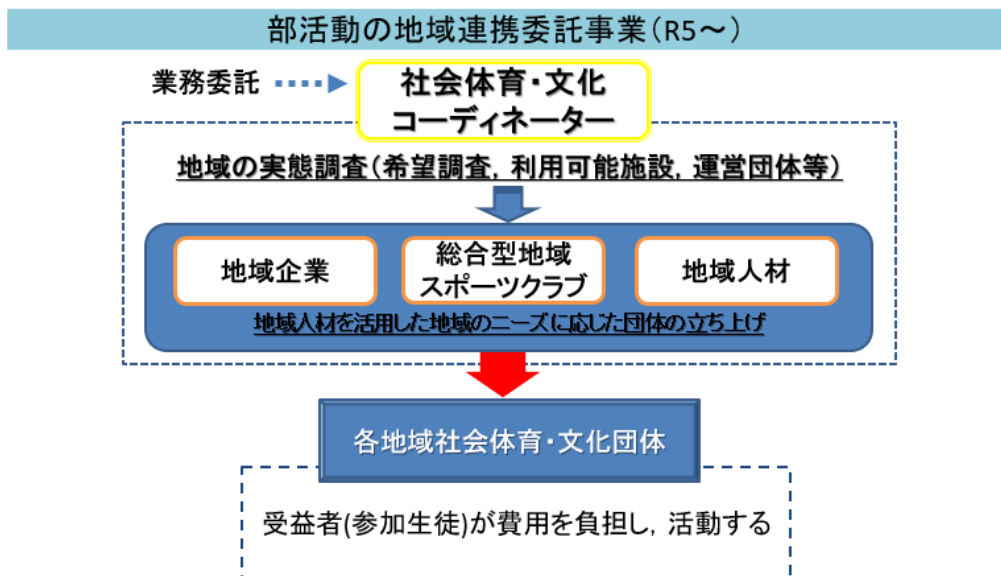 部活動の地域連携委託事業(R5～)
業務委託
社会体育・文化
コーディネーター
地域の実態調査(希望調査, 利用可能施設, 運営団体等)
地域企業
総合型地域
スポーツクラブ
地域人材
地域人材を活用した地域のニーズに応じた団体の立ち上げ
各地域社会体育・文化団体
受益者(参加生徒)が費用を負担し, 活動する